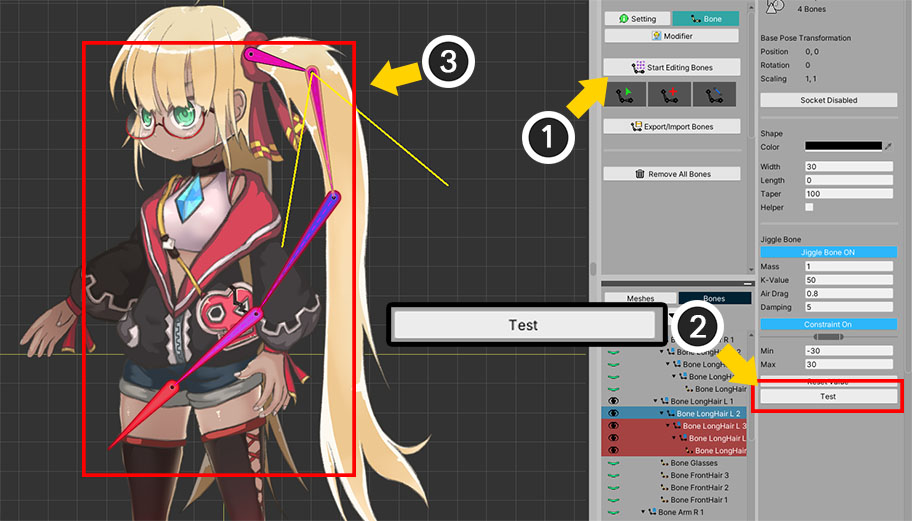 4 Bones
Setting
Bone
Modifier
Base Pose Transformation
Position 0, 0
Rotation 0
Scaling 1, 1
Start Editing Bones
Socket Disabled
Export/Import Bones
Shape
Color
Width 30
Length 0
Taper 100
Helper
Remove All Bones
Jiggle Bone
Jiggle Bone ON
Mass 1
K-Value 50
Air Drag 0.8
Damping 5
Constraint On
Min -30
Max 30
Reset Value
Test
Meshes
Bones
R 1
Bone LongHair
Bone LongHair
Bone LongHair
Bone LongHair
Bone LongHair L 1
Bone LongHair L 2
Bone LongHair L 3
Bone LongHair L
Bone LongHair
Bone Glasses
Bone FrontHair 3
Bone FrontHair 2
Bone FrontHair 1
Bone Arm R 1
Test
1
2
3